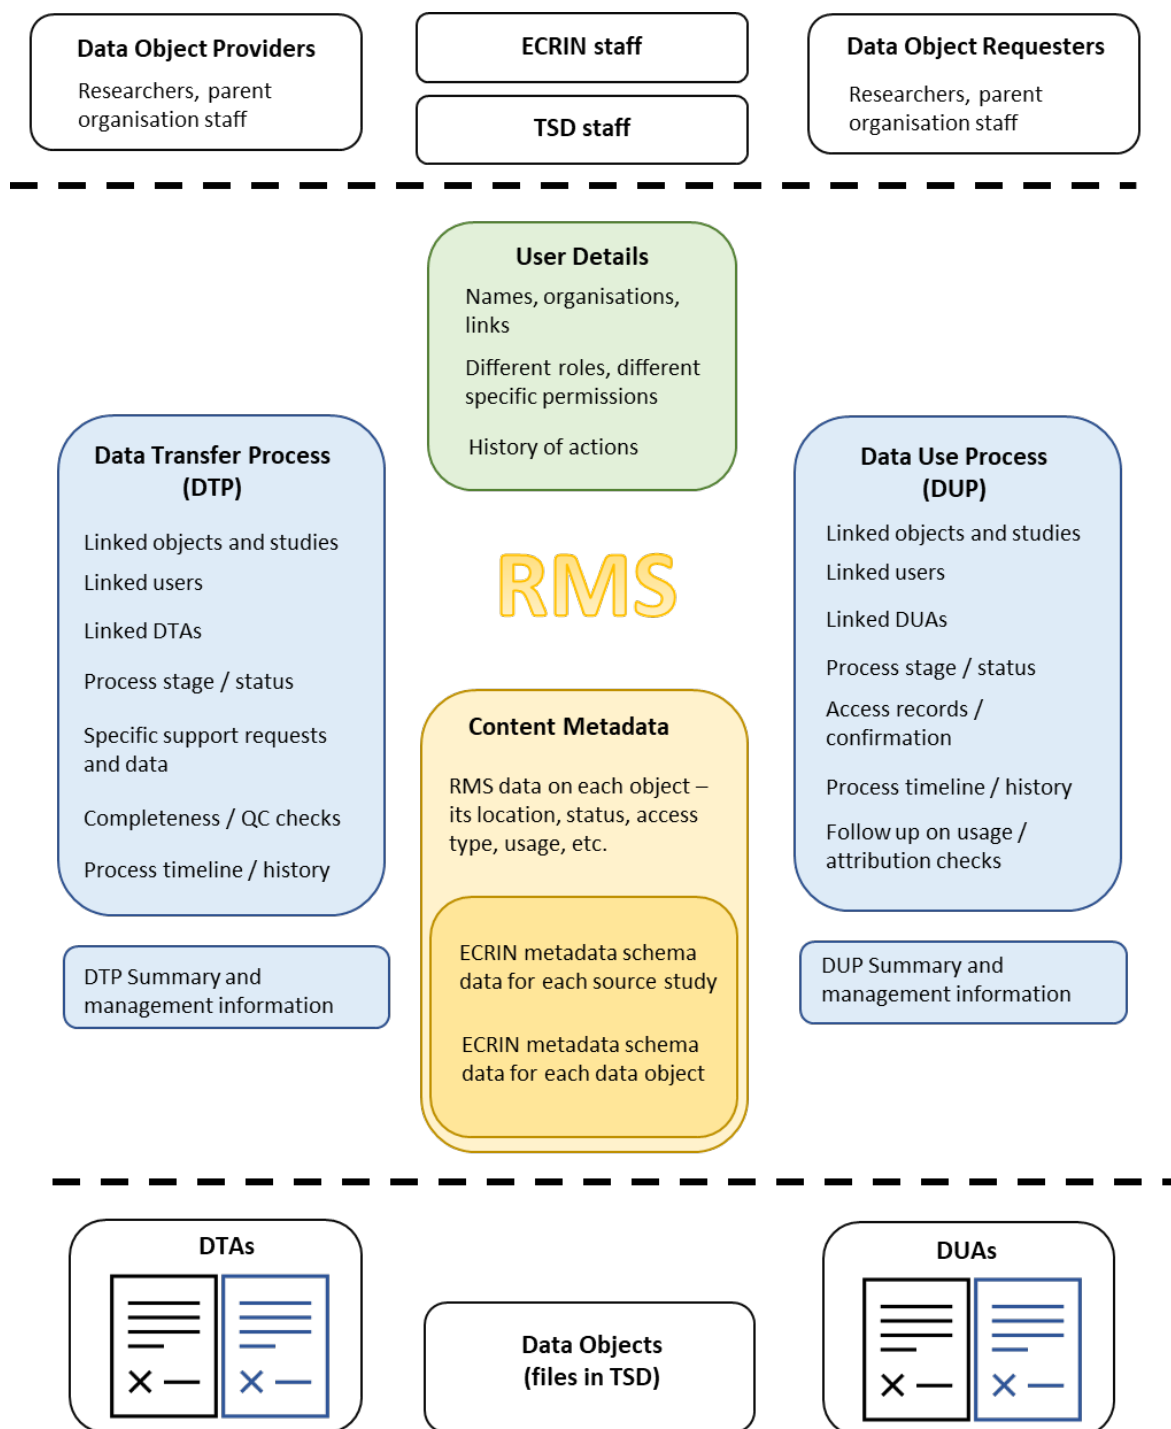 Data Object Providers
Researchers, parent
organisation staff
ECRIN staff
TSD staff
Data Object Requesters
Researchers, parent
organisation staff
User Details
Names, organisations,
links
Different roles, different
specific permissions
History of actions
Data Transfer Process
(DTP)
Linked objects and studies
Linked users
Linked DTAs
Process stage / status
Specific support requests
and data
Completeness / QC checks
Process timeline / history
DTP Summary and
management information
RMS
Content Metadata
RMS data on each object –
its location, status, access
type, usage, etc.
ECRIN metadata schema
data for each source study
ECRIN metadata schema
data for each data object
Data Use Process
(DUP)
Linked objects and studies
Linked users
Linked DUAs
Process stage / status
Access records /
confirmation
Process timeline / history
Follow up on usage /
attribution checks
DUP Summary and
management information
DTAs
Data Objects
(files in TSD)
DUAs